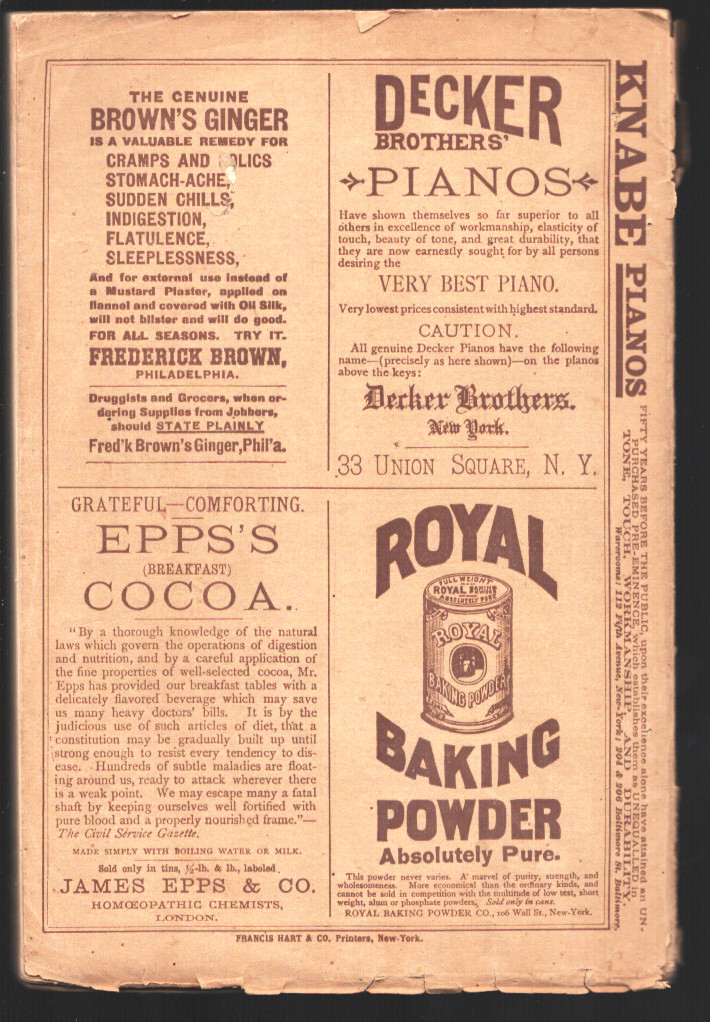 THE GENUINE
BROWN'S GINGER
IS A VALUABLE REMEDY FOR
CRAMPS AND OLICS
STOMACH-ACHE,
SUDDEN CHILLS,
INDIGESTION,
FLATULENCE,
SLEEPLESSNESS,
And for external use instead of
a Mustard Plaster, applied on
flannel and covered with Oil Silk,
will not blister and will do good.
FOR ALL SEASONS. TRY IT.
FREDERICK BROWN,
PHILADELPHIA.
Druggists and Grocers, when or-
dering Supplies from Jobbers,
should STATE PLAINLY
Fred'k Brown's Ginger, Phil'a.
DECKER
BROTHERS'
PIANOS
Have shown themselves so far superior to all
others in excellence of workmanship, elasticity of
touch, beauty of tone, and great durability, that
they are now earnestly sought for by all persons
desiring the
VERY BEST PIANO.
Very lowest prices consistent with highest standard.
CAUTION.
All genuine Decker Pianos have the following
name—(precisely as here shown)—on the pianos
above the keys:
Decker Brothers.
New York.
33 UNION SQUARE, N. Y.
GRATEFUL—COMFORTING.
EPPS'S
(BREAKFAST)
COCOA.
"By a thorough knowledge of the natural
laws which govern the operations of digestion
and nutrition, and by a careful application of
the fine properties of well-selected cocoa, Mr.
Epps has provided our breakfast tables with a
delicately flavored beverage which may save
us many heavy doctors' bills. It is by the
judicious use of such articles of diet, that a
constitution may be gradually built up until
strong enough to resist every tendency to dis-
ease. Hundreds of subtle maladies are float-
ing around us, ready to attack wherever there
is a weak point. We may escape many a fatal
shaft by keeping ourselves well fortified with
pure blood and a properly nourished frame."—
The Civil Service Gazette.
MADE SIMPLY WITH BOILING WATER OR MILK.
Sold only in tins, ½-lb. & lb., labeled
JAMES EPPS & CO.
HOMŒOPATHIC CHEMISTS,
LONDON.
ROYAL
FULL WEIGHT
ROYAL
ABSOLUTELY PURE
ROYAL
BAKING POWDER
BAKING
POWDER
Absolutely Pure.
This powder never varies. A marvel of purity, strength, and
wholesomeness. More economical than the ordinary kinds, and
cannot be sold in competition with the multitude of low test, short
weight, alum or phosphate powders. Sold only in cans.
ROYAL BAKING POWDER CO., 106 Wall St., New-York.
KNABE PIANOS
FIFTY YEARS BEFORE THE PUBLIC, upon their excellence alone have attained an UN-
PURCHASED PRE-EMINENCE, which establishes them as UNEQUALLED in
TONE, TOUCH, WORKMANSHIP AND DURABILITY.
Warerooms: 112 Fifth Avenue, New-York; 204 & 206 Baltimore St. Baltimore.
FRANCIS HART & CO. Printers, New-York.